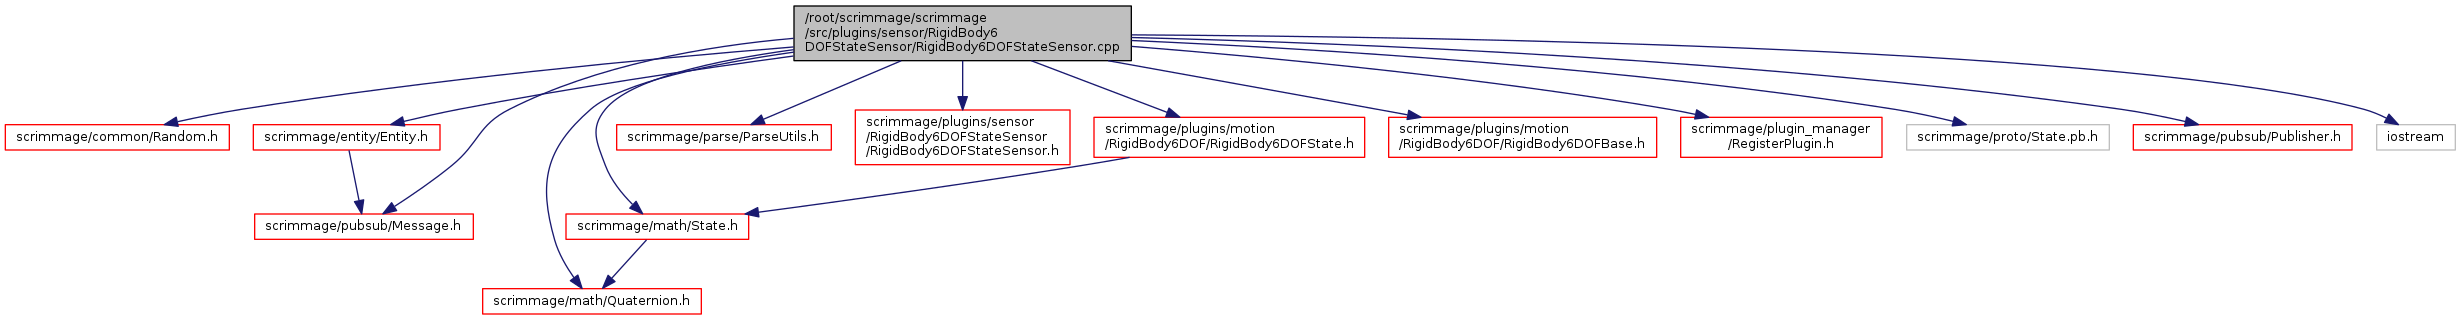 /root/scrimmage/scrimmage
/src/plugins/sensor/RigidBody6
DOFStateSensor/RigidBody6DOFStateSensor.cpp
scrimmage/common/Random.h
scrimmage/entity/Entity.h
scrimmage/parse/ParseUtils.h
scrimmage/plugins/sensor
/RigidBody6DOFStateSensor
/RigidBody6DOFStateSensor.h
scrimmage/plugins/motion
/RigidBody6DOF/RigidBody6DOFState.h
scrimmage/plugins/motion
/RigidBody6DOF/RigidBody6DOFBase.h
scrimmage/plugin_manager
/RegisterPlugin.h
scrimmage/proto/State.pb.h
scrimmage/pubsub/Publisher.h
iostream
scrimmage/pubsub/Message.h
scrimmage/math/State.h
scrimmage/math/Quaternion.h